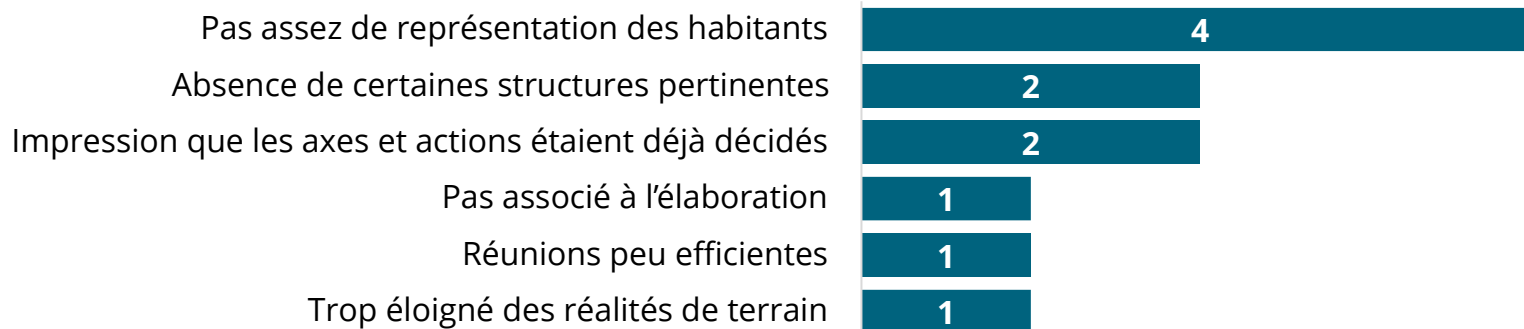 Pas assez de représentation des habitants 4
Absence de certaines structures pertinentes 2
Impression que les axes et actions étaient déjà décidés 2
Pas associé à l’élaboration 1
Réunions peu efficientes 1
Trop éloigné des réalités de terrain 1